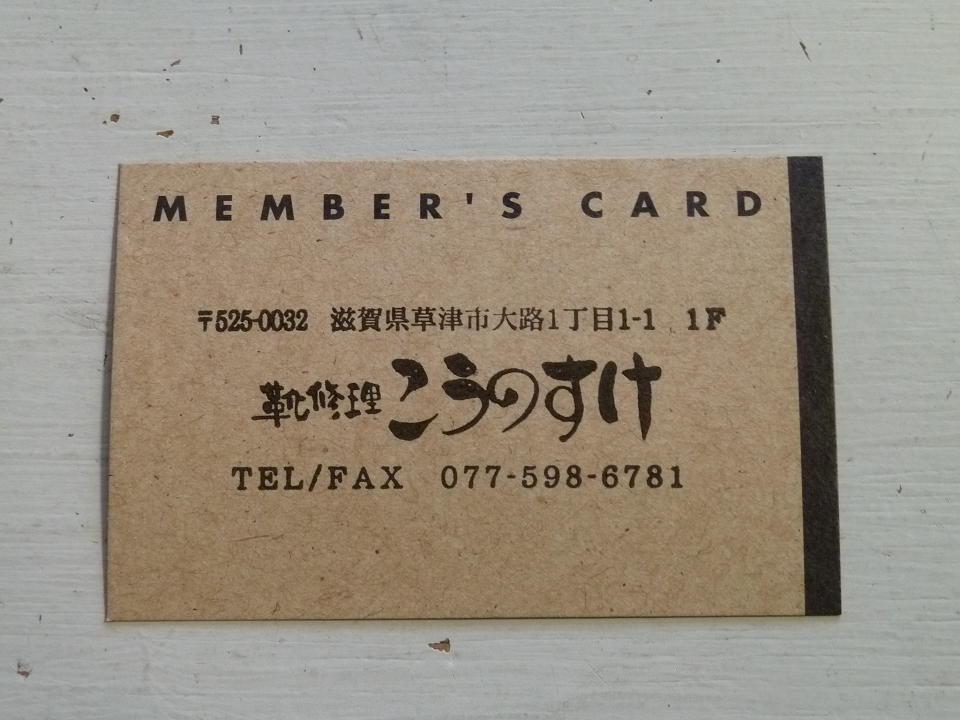 MEMBER'S CARD
〒525-0032 滋賀県草津市大路1丁目1-1 1F
靴修理 こうのすけ
TEL/FAX 077-598-6781